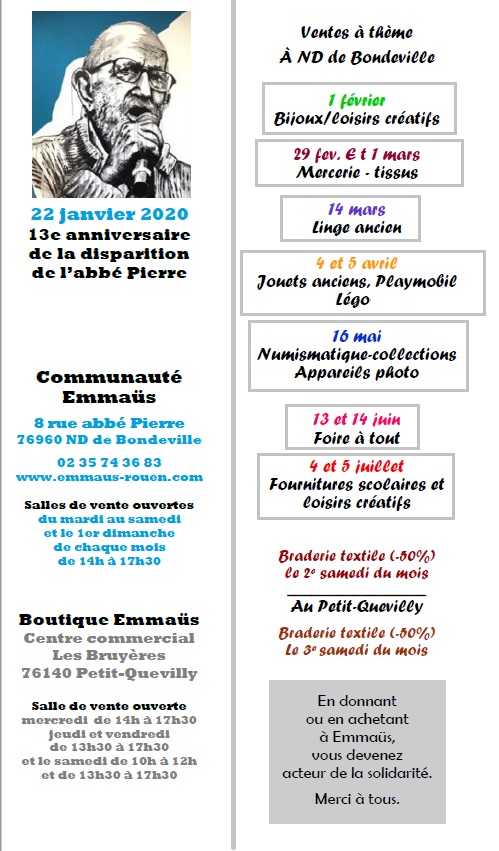 22 janvier 2020
13e anniversaire
de la disparition
de l'abbé Pierre
Communauté
Emmaüs
8 rue abbé Pierre
76960 ND de Bondeville
02 35 74 36 83
www.emmaus-rouen.com
Salles de vente ouvertes
du mardi au samedi
et le 1er dimanche
de chaque mois
de 14h à 17h30
Boutique Emmaüs
Centre commercial
Les Bruyères
76140 Petit-Quevilly
Salle de vente ouverte
mercredi de 14h à 17h30
jeudi et vendredi
de 13h30 à 17h30
et le samedi de 10h à 12h
et de 13h30 à 17h30
Ventes à thème
À ND de Bondeville
1 février
Bijoux/loisirs créatifs
29 fev. E t 1 mars
Mercerie - tissus
14 mars
Linge ancien
4 et 5 avril
Jouets anciens, Playmobil
Légo
16 mai
Numismatique-collections
Appareils photo
13 et 14 juin
Foire à tout
4 et 5 juillet
Fournitures scolaires et
loisirs créatifs
Braderie textile (-50%)
le 2e samedi du mois
Au Petit-Quevilly
Braderie textile (-50%)
Le 3e samedi du mois
En donnant
ou en achetant
à Emmaüs,
vous devenez
acteur de la solidarité.
Merci à tous.